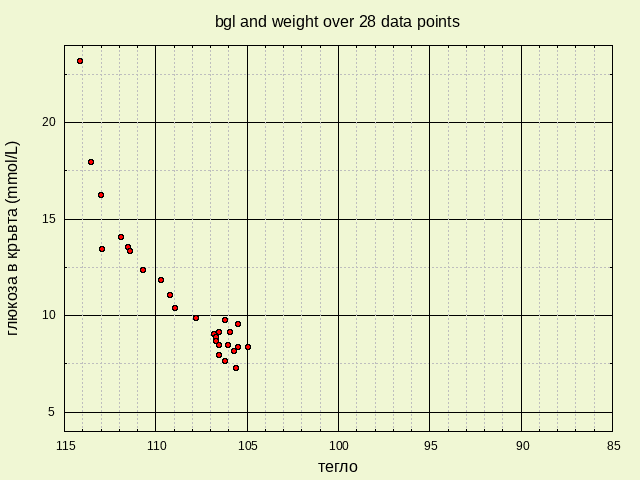 bgl and weight over 28 data points
глюкоза в кръвта (mmol/L)
20
15
10
5
115 110 105 100 95 90 85
тегло